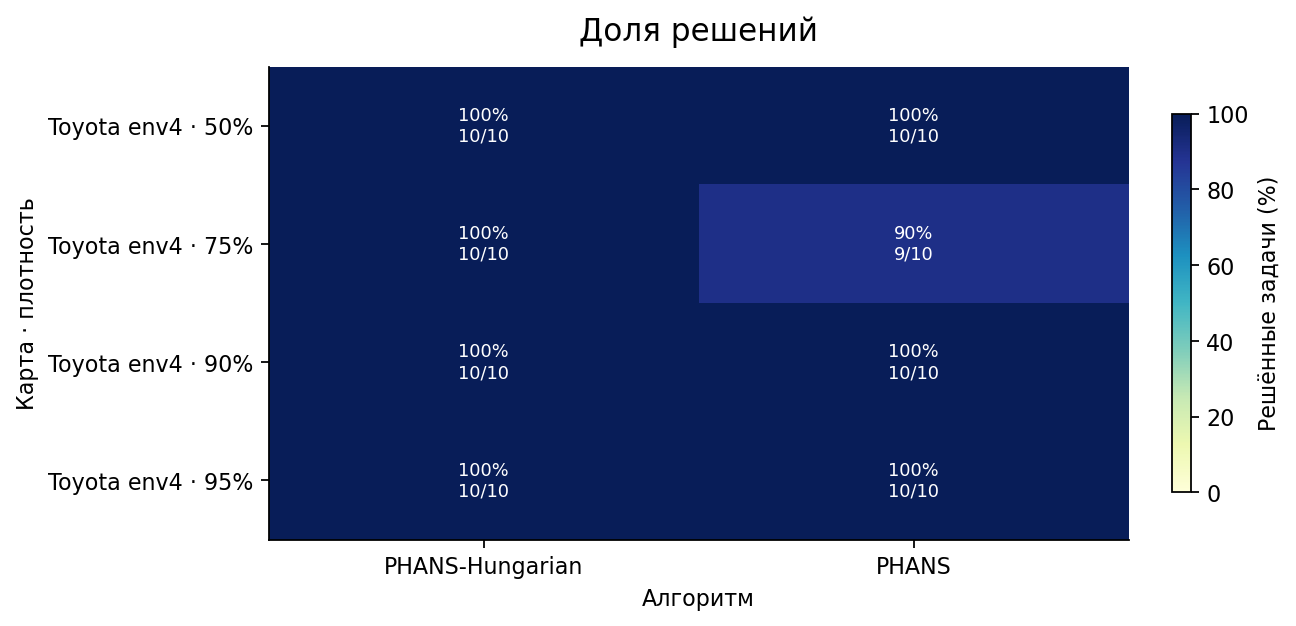 Доля решений
Карта · плотность
Toyota env4 · 50%
100%
10/10
100%
10/10
Toyota env4 · 75%
100%
10/10
90%
9/10
Toyota env4 · 90%
100%
10/10
100%
10/10
Toyota env4 · 95%
100%
10/10
100%
10/10
PHANS-Hungarian
PHANS
Алгоритм
100
80
60
40
20
0
Решённые задачи (%)